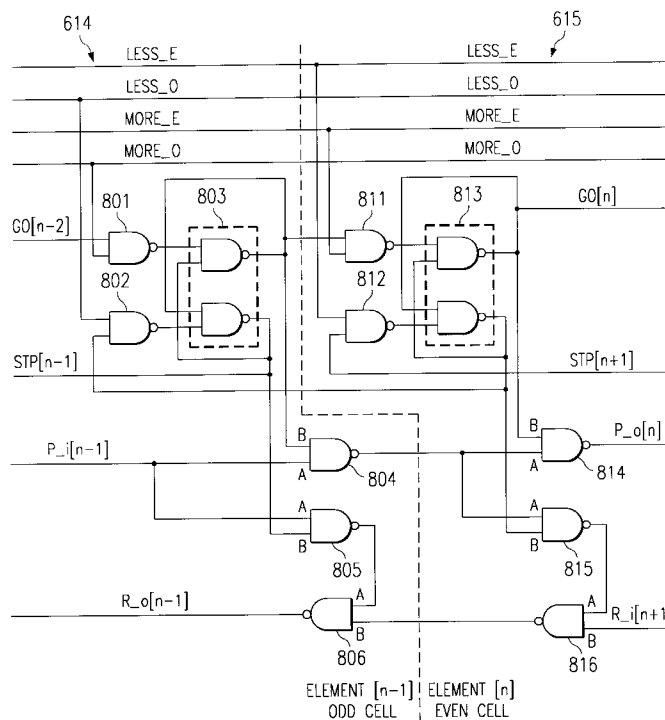 614
615
LESS_E
LESS_E
LESS_O
LESS_O
MORE_E
MORE_E
MORE_O
MORE_O
801
803
811
813
GO[n-2]
GO[n]
802
812
STP[n-1]
STP[n+1]
P_i[n-1]
B
A
804
B
A
P_o[n]
814
A
B
805
A
B
815
R_o[n-1]
A
B
806
A
B
R_i[n+1
816
ELEMENT [n-1]
ODD CELL
ELEMENT [n]
EVEN CELL